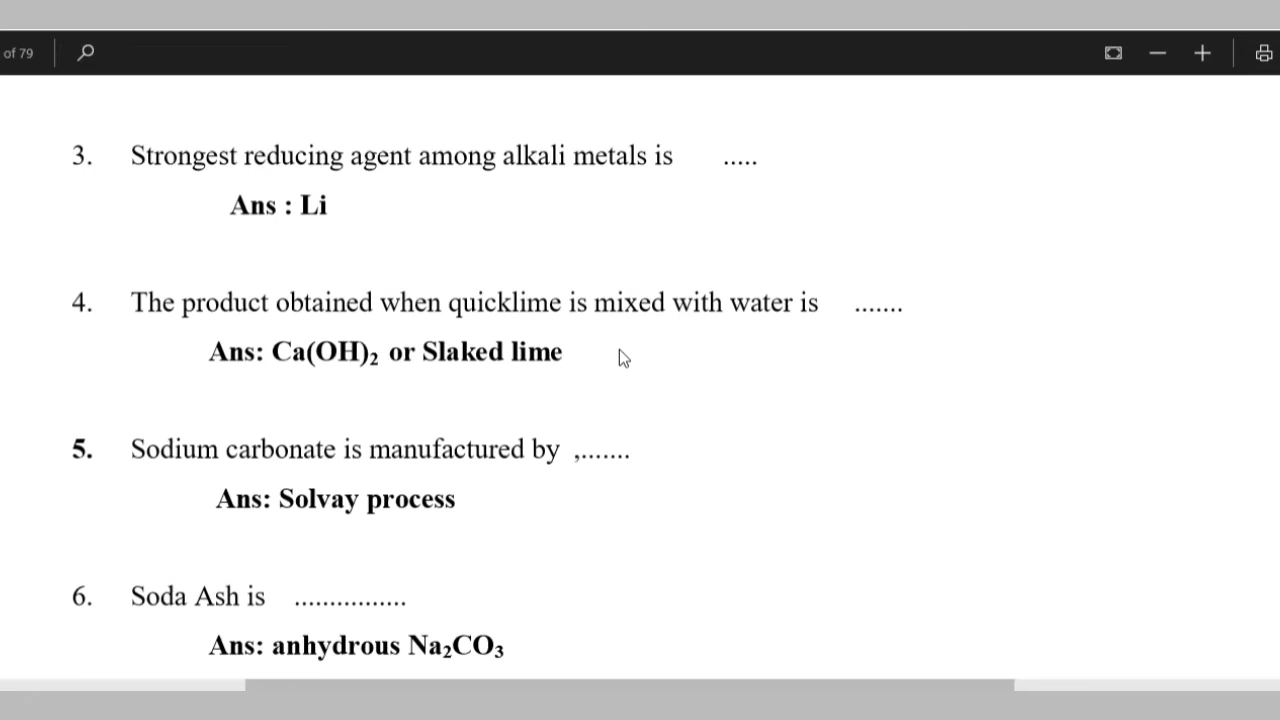 of 79
3. Strongest reducing agent among alkali metals is .....
Ans : Li
4. The product obtained when quicklime is mixed with water is .......
Ans: Ca(OH)₂ or Slaked lime
5. Sodium carbonate is manufactured by ,.......
Ans: Solvay process
6. Soda Ash is ................
Ans: anhydrous Na₂CO₃